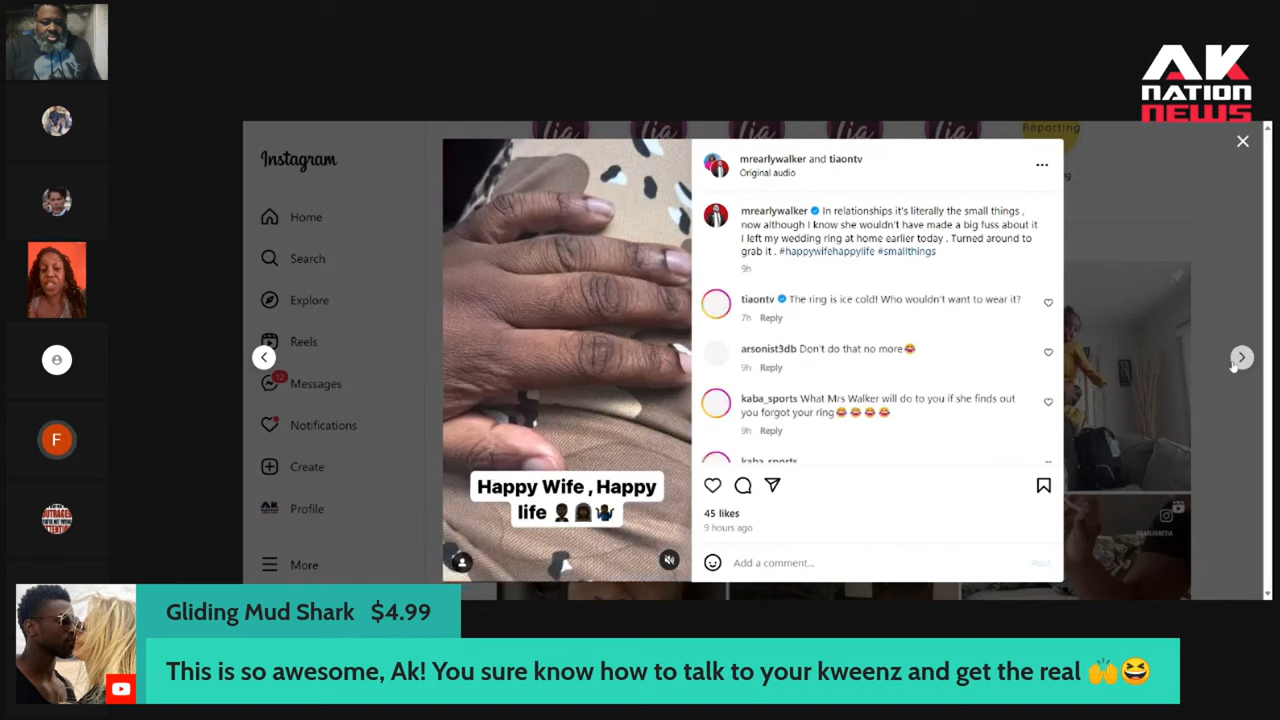 AK
NATION
NEWS
Reporting
Instagram
Home
Search
Explore
Reels
12
Messages
Notifications
Create
Profile
More
mrearlywalker and tiaontv
Original audio
mrearlywalker In relationships it's literally the small things ,
now although I know she wouldn't have made a big fuss about it
I left my wedding ring at home earlier today . Turned around to
grab it . #happywifehappylife #smallthings
9h
tiaontv The ring is ice cold! Who wouldn't want to wear it?
7h Reply
arsonist3db Don't do that no more😂
9h Reply
kaba_sports What Mrs Walker will do to you if she finds out
you forgot your ring😂😂😂😂
9h Reply
kaba_sports
45 likes
9 hours ago
Add a comment...
Post
Happy Wife , Happy
life 🤵🏿👰🏿🤷🏿‍♂️
F
Gliding Mud Shark $4.99
This is so awesome, Ak! You sure know how to talk to your kweenz and get the real 🙌😆